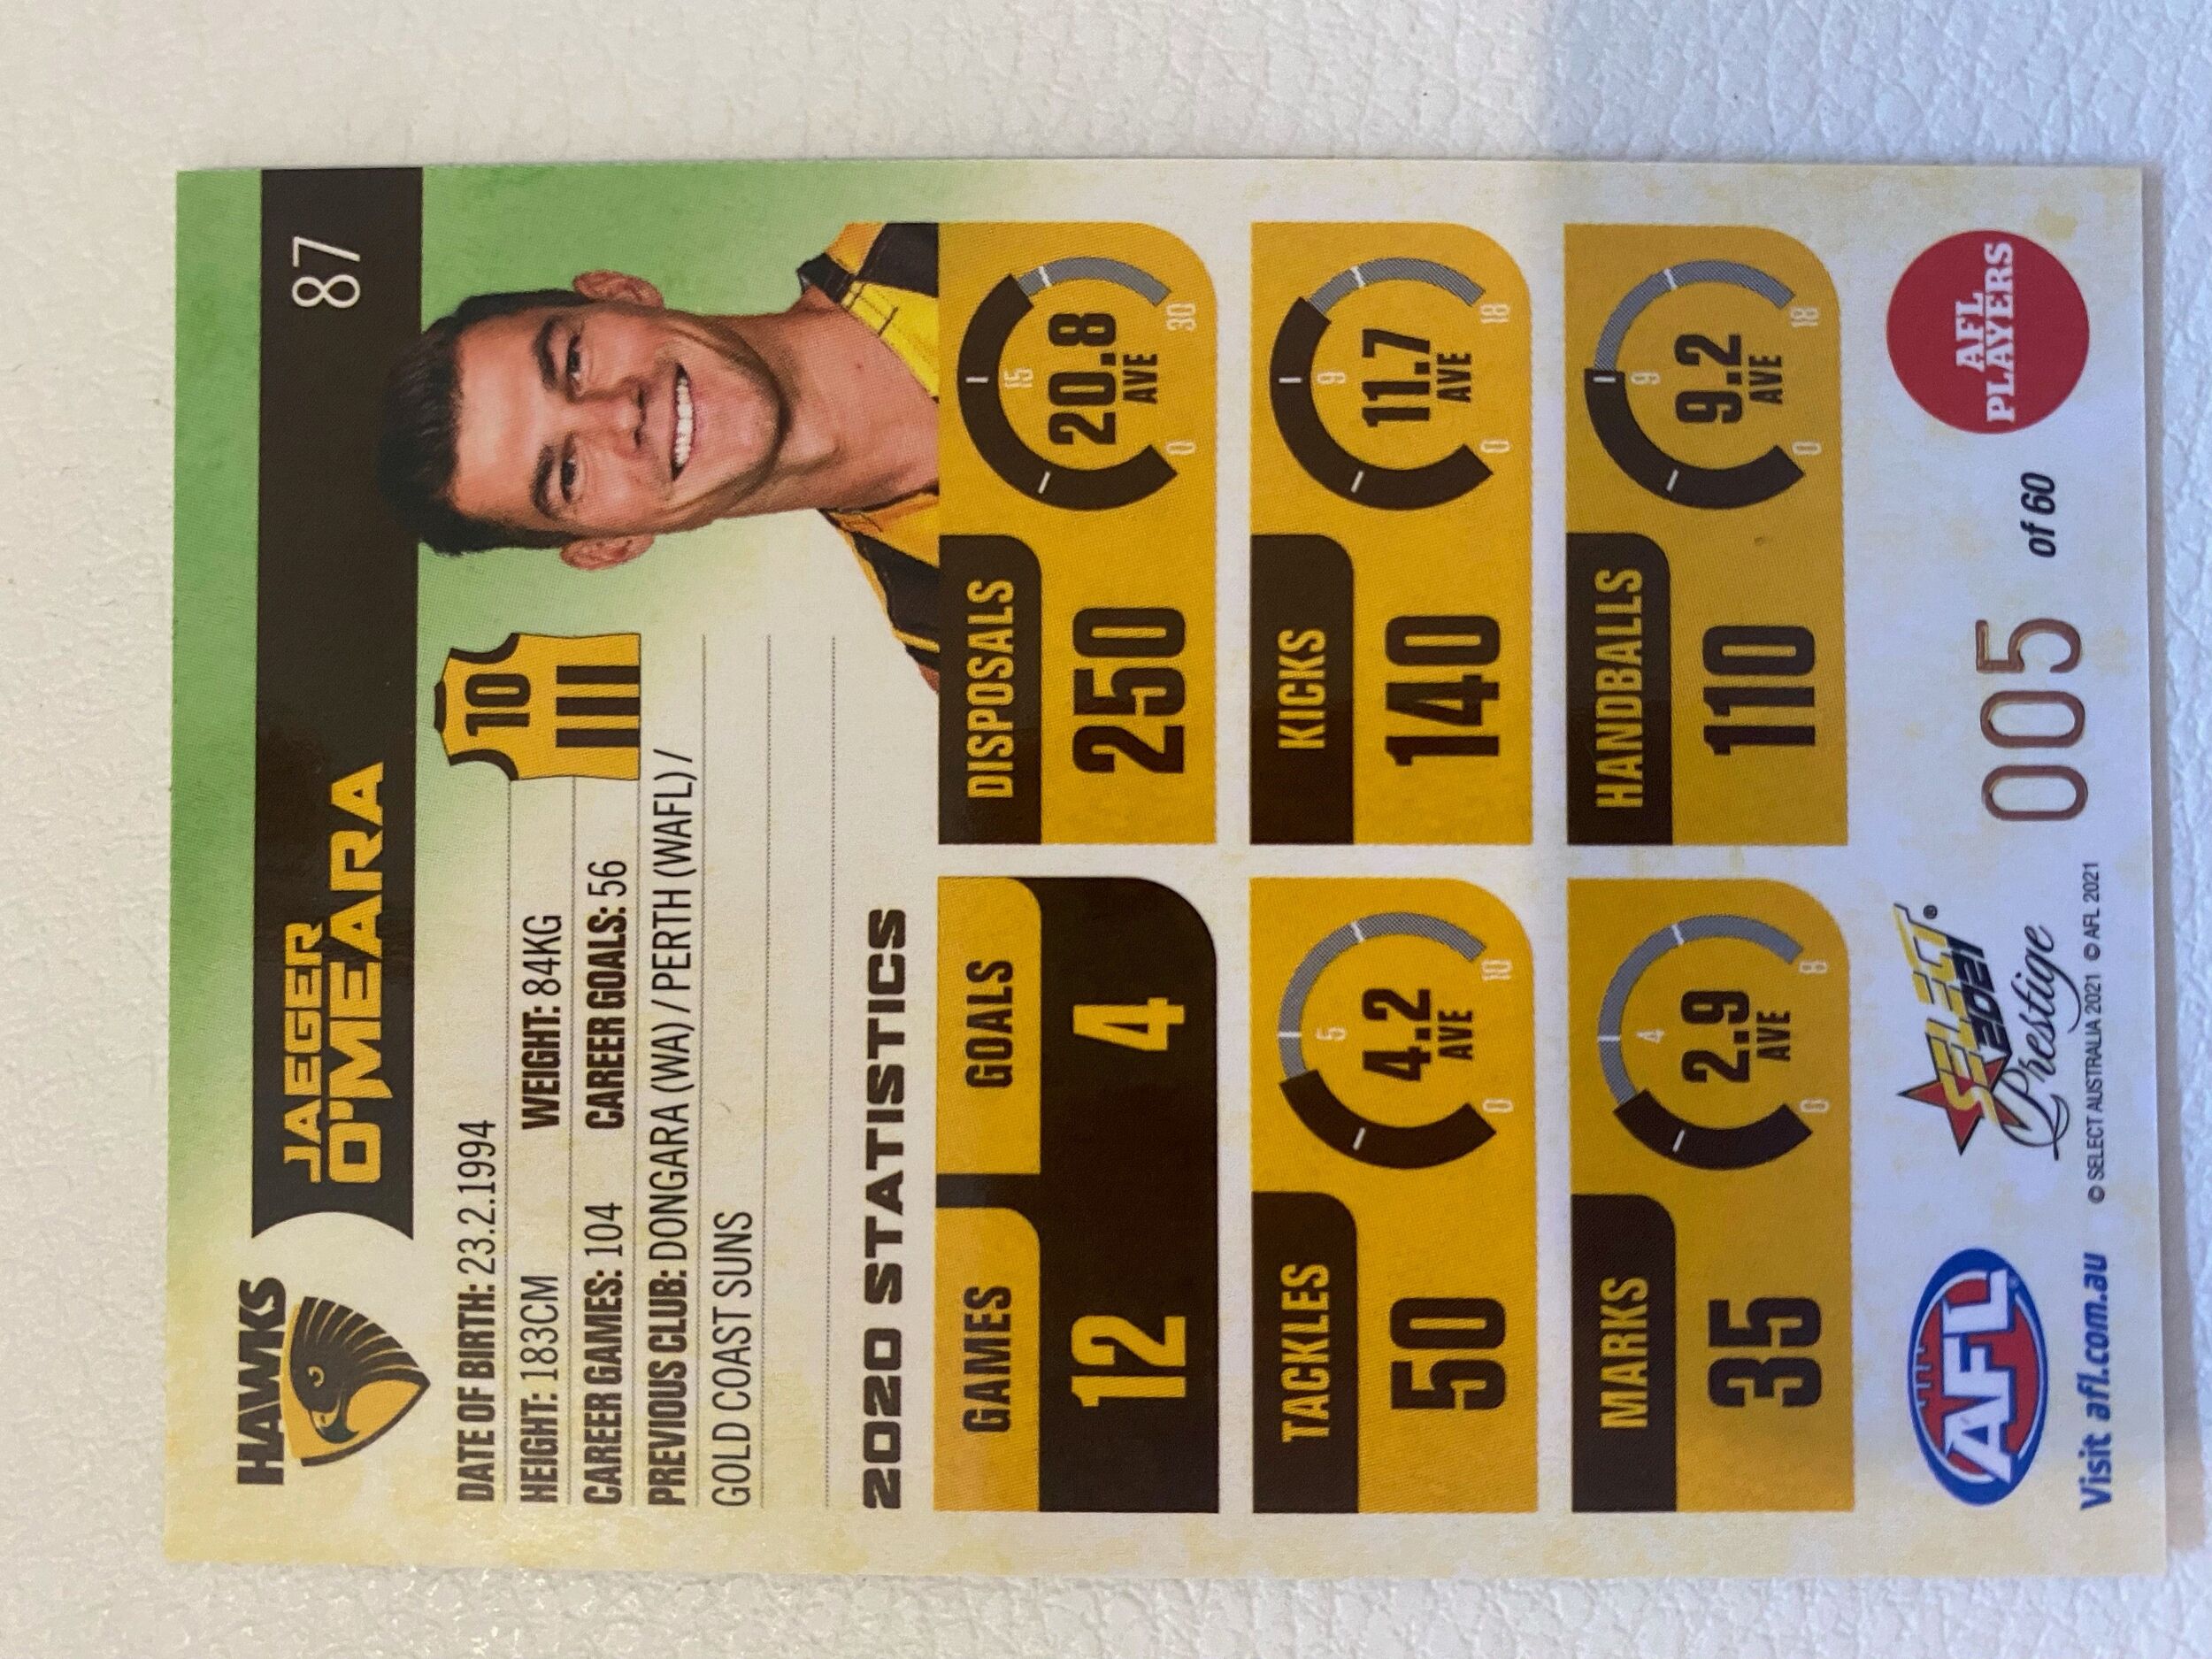 HAWKS
JAEGER
O'MEARA
87
DATE OF BIRTH: 23.2.1994
HEIGHT: 183CM WEIGHT: 84KG
CAREER GAMES: 104 CAREER GOALS: 56
PREVIOUS CLUB: DONGARA (WA) / PERTH (WAFL) /
GOLD COAST SUNS
10
2020 STATISTICS
GAMES GOALS
12 4
DISPOSALS
250
15
20.8
AVE
0 30
TACKLES
50
5
4.2
AVE
0 10
KICKS
140
9
11.7
AVE
0 18
MARKS
35
4
2.9
AVE
0 8
HANDBALLS
110
9
9.2
AVE
0 18
AFL
SELECT®
2021
Prestige
005 of 60
AFL
PLAYERS
Visit afl.com.au © SELECT AUSTRALIA 2021 © AFL 2021